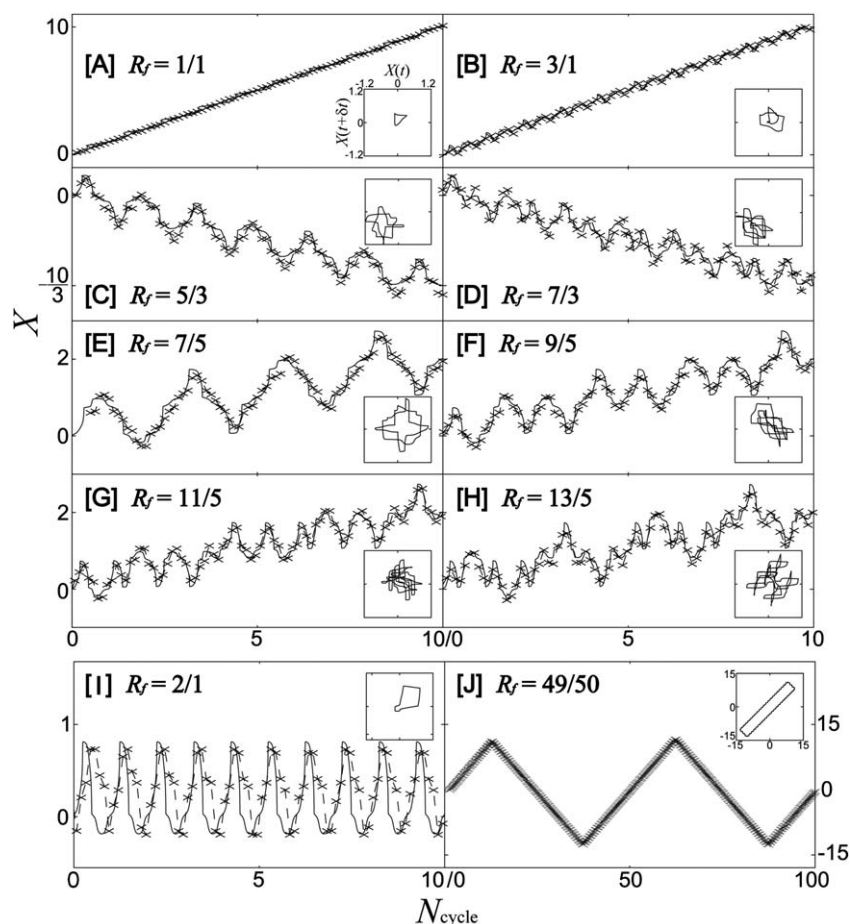 10
[A] R_f = 1/1
[B] R_f = 3/1
X(t)
-1.2 0 1.2
1.2
0
-1.2
X(t+δt)
0
0
[C] R_f = 5/3
[D] R_f = 7/3
10
3
X
[E] R_f = 7/5
[F] R_f = 9/5
2
0
[G] R_f = 11/5
[H] R_f = 13/5
2
0
0 5 10/0 5 10
[I] R_f = 2/1
[J] R_f = 49/50
15
0
-15
-15 0 15
1
0
15
0
-15
0 5 10/0 50 100
N_cycle